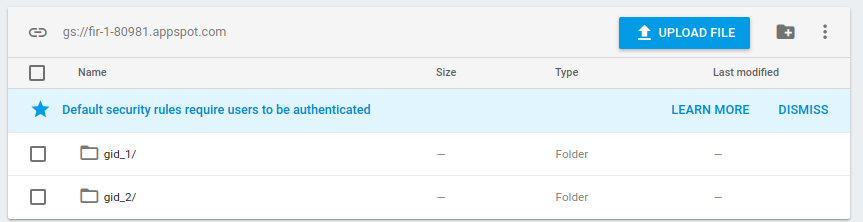 gs://fir-1-80981.appspot.com UPLOAD FILE
Name Size Type Last modified
Default security rules require users to be authenticated LEARN MORE DISMISS
gid_1/ — Folder —
gid_2/ — Folder —